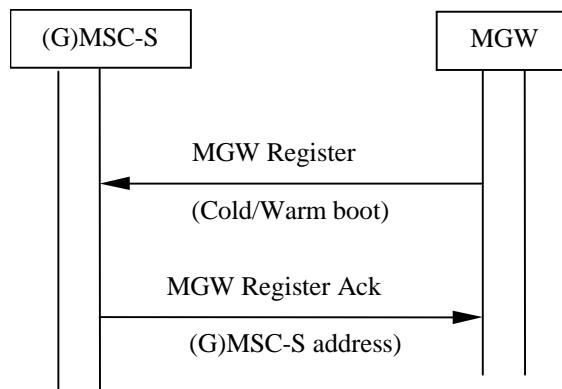 (G)MSC-S
MGW
MGW Register
(Cold/Warm boot)
MGW Register Ack
(G)MSC-S address)